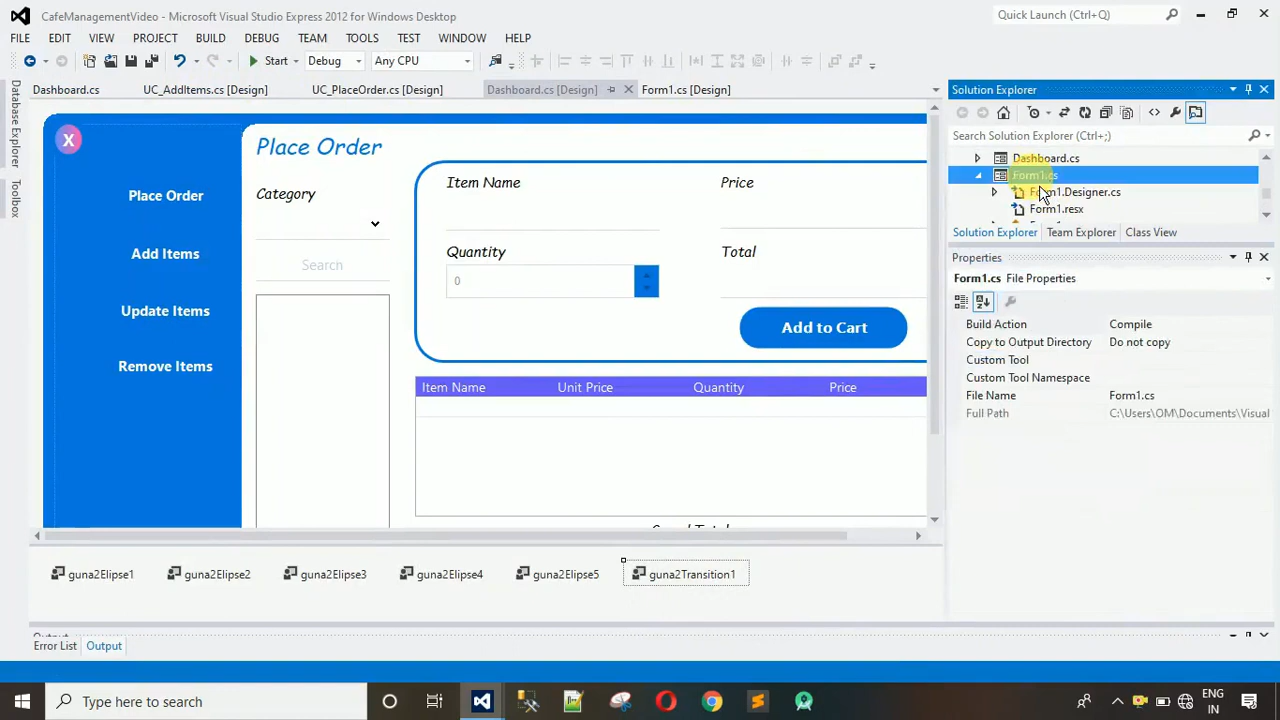 CafeManagementVideo - Microsoft Visual Studio Express 2012 for Windows Desktop
Quick Launch (Ctrl+Q)
FILE EDIT VIEW PROJECT BUILD DEBUG TEAM TOOLS TEST WINDOW HELP
Start Debug Any CPU
Dashboard.cs UC_AddItems.cs [Design] UC_PlaceOrder.cs [Design] Dashboard.cs [Design] Form1.cs [Design]
Database Explorer
Toolbox
X
Place Order
Add Items
Update Items
Remove Items
Place Order
Category
Search
Item Name
Price
Quantity
Total
0
Add to Cart
Item Name Unit Price Quantity Price
guna2Elipse1 guna2Elipse2 guna2Elipse3 guna2Elipse4 guna2Elipse5 guna2Transition1
Output
Error List Output
Solution Explorer
Search Solution Explorer (Ctrl+;)
Dashboard.cs
Form1.cs
Form1.Designer.cs
Form1.resx
Solution Explorer Team Explorer Class View
Properties
Form1.cs File Properties
Build Action Compile
Copy to Output Directory Do not copy
Custom Tool
Custom Tool Namespace
File Name Form1.cs
Full Path C:\Users\OM\Documents\Visual
Type here to search
ENG
IN